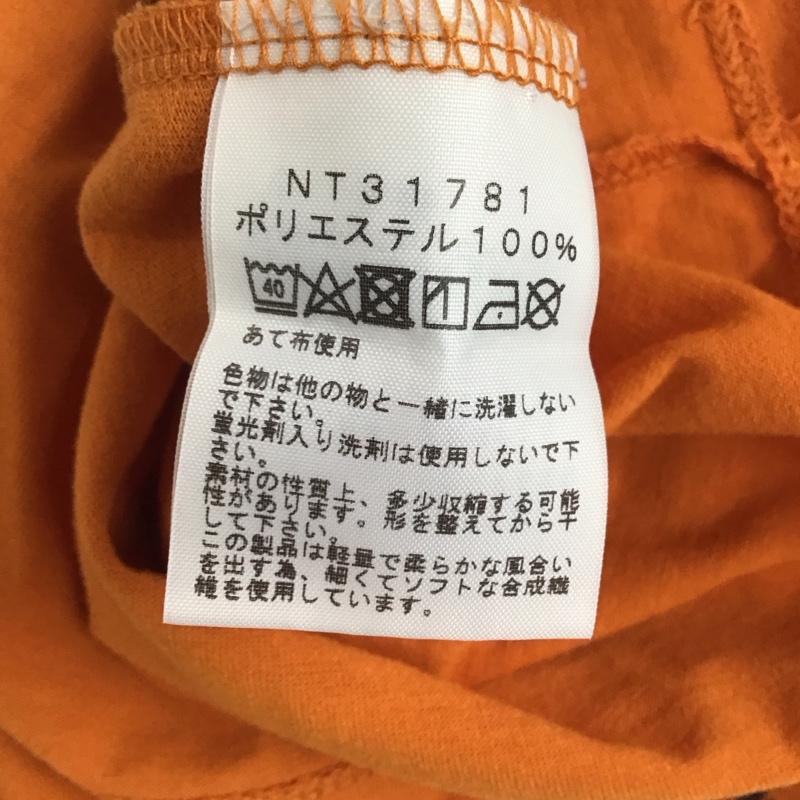 NT31781
ポリエステル100%
40
あて布使用
色物は他の物と一緒に洗濯しない
で下さい。
蛍光剤入り洗剤は使用しないで下
さい。
素材の性質上、多少収縮する可能
性があります。形を整えてから干
して下さい。
この製品は軽量で柔らかな風合い
を出す為、細くてソフトな合成繊
維を使用しています。